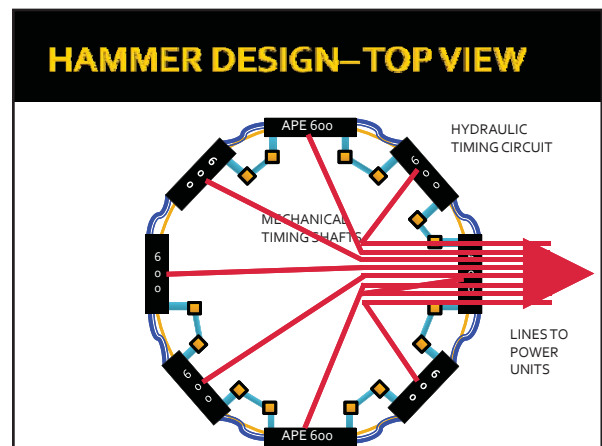 HAMMER DESIGN–TOP VIEW
APE 600
HYDRAULIC
TIMING CIRCUIT
600
600
MECHANICAL
TIMING SHAFTS
600
LINES TO
POWER
UNITS
600
600
APE 600